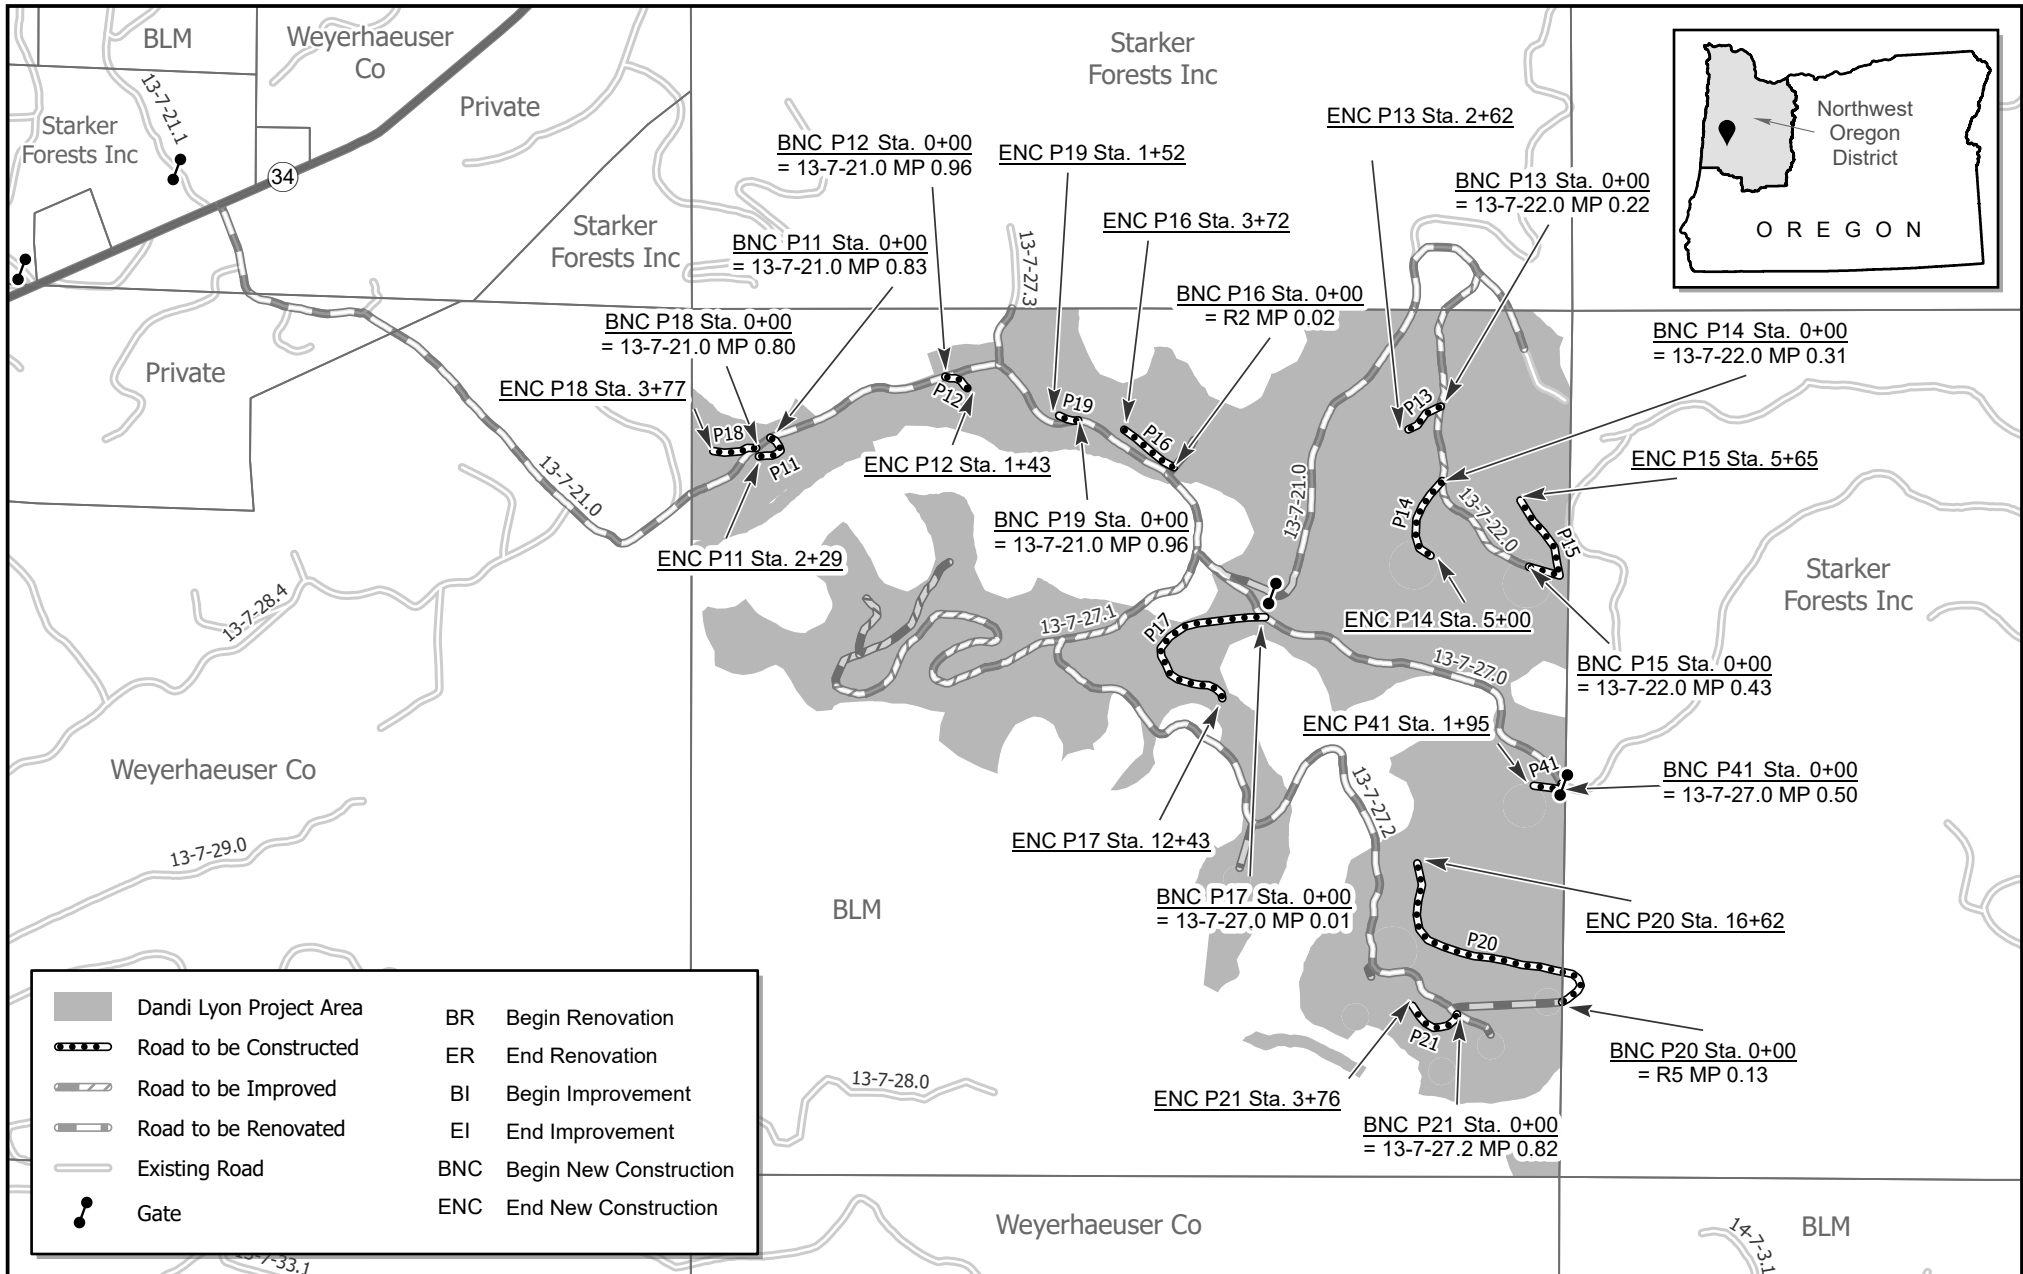 BLM
Weyerhaeuser
Co
Starker
Forests Inc
Private
13-7-21.1
Starker
Forests Inc
34
ENC P13 Sta. 2+62
BNC P12 Sta. 0+00
= 13-7-21.0 MP 0.96
ENC P19 Sta. 1+52
BNC P13 Sta. 0+00
= 13-7-22.0 MP 0.22
ENC P16 Sta. 3+72
Northwest
Oregon
District
OREGON
Starker
Forests Inc
BNC P11 Sta. 0+00
= 13-7-21.0 MP 0.83
13-7-27.3
BNC P16 Sta. 0+00
= R2 MP 0.02
BNC P18 Sta. 0+00
= 13-7-21.0 MP 0.80
BNC P14 Sta. 0+00
= 13-7-22.0 MP 0.31
Private
ENC P18 Sta. 3+77
P12
P19
P13
P18
P11
P16
ENC P12 Sta. 1+43
ENC P15 Sta. 5+65
13-7-21.0
13-7-21.0
P14
13-7-22.0
P15
BNC P19 Sta. 0+00
= 13-7-21.0 MP 0.96
ENC P11 Sta. 2+29
Starker
Forests Inc
13-7-28.4
13-7-27.1
P17
ENC P14 Sta. 5+00
13-7-27.0
BNC P15 Sta. 0+00
= 13-7-22.0 MP 0.43
ENC P41 Sta. 1+95
Weyerhaeuser Co
P41
BNC P41 Sta. 0+00
= 13-7-27.0 MP 0.50
13-7-27.2
13-7-29.0
ENC P17 Sta. 12+43
BLM
BNC P17 Sta. 0+00
= 13-7-27.0 MP 0.01
ENC P20 Sta. 16+62
P20
P21
BNC P20 Sta. 0+00
= R5 MP 0.13
13-7-28.0
ENC P21 Sta. 3+76
BNC P21 Sta. 0+00
= 13-7-27.2 MP 0.82
Dandi Lyon Project Area
Road to be Constructed
Road to be Improved
Road to be Renovated
Existing Road
Gate
BR Begin Renovation
ER End Renovation
BI Begin Improvement
EI End Improvement
BNC Begin New Construction
ENC End New Construction
Weyerhaeuser Co
BLM
14-7-3.1
13-7-33.1